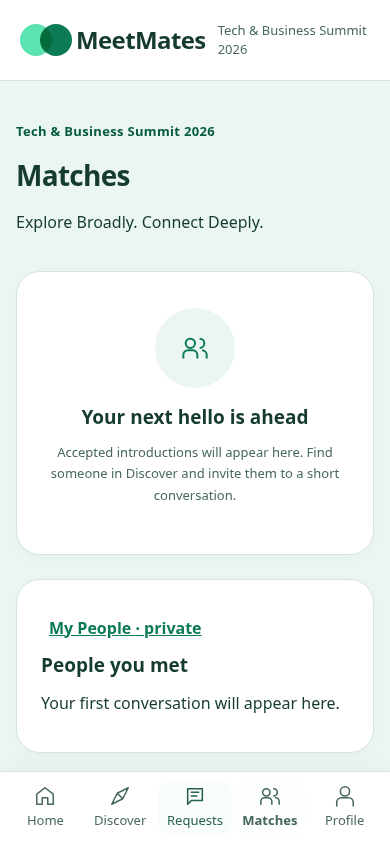 MeetMates
Tech & Business Summit
2026
Tech & Business Summit 2026
Matches
Explore Broadly. Connect Deeply.
Your next hello is ahead
Accepted introductions will appear here. Find
someone in Discover and invite them to a short
conversation.
My People · private
People you met
Your first conversation will appear here.
Home
Discover
Requests
Matches
Profile